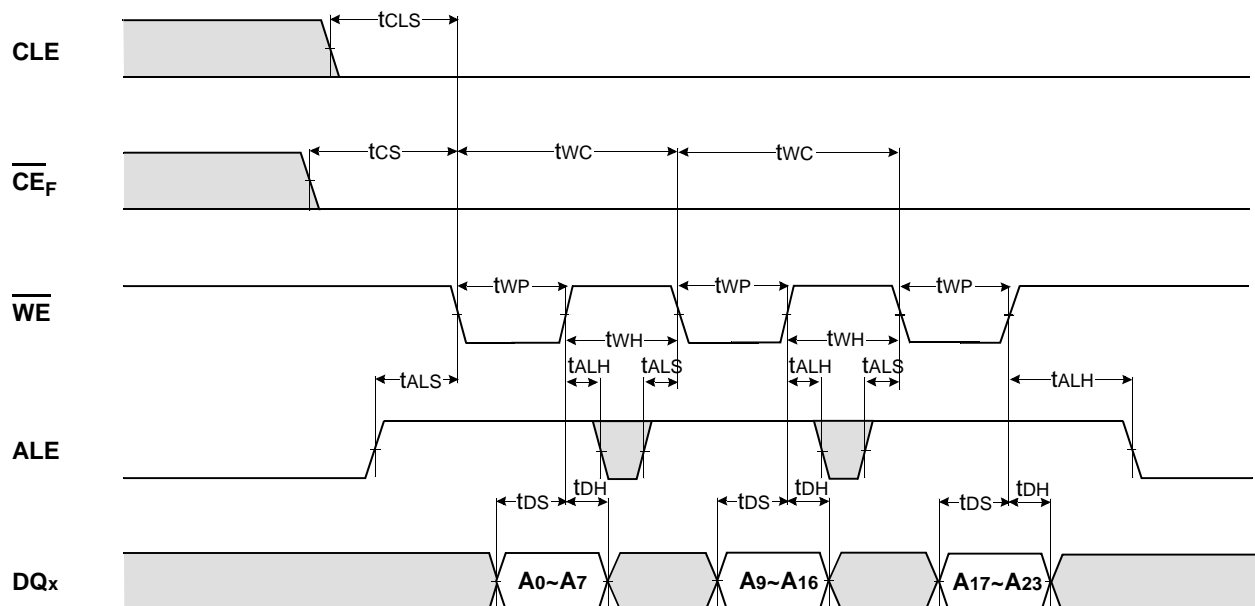 tCLS
CLE
tCS tWC tWC
CEF
tWP tWP tWP
WE
tWH tWH
tALS tALH tALS tALH tALS tALH
ALE
tDS tDH tDS tDH tDS tDH
DQx A0~A7 A9~A16 A17~A23